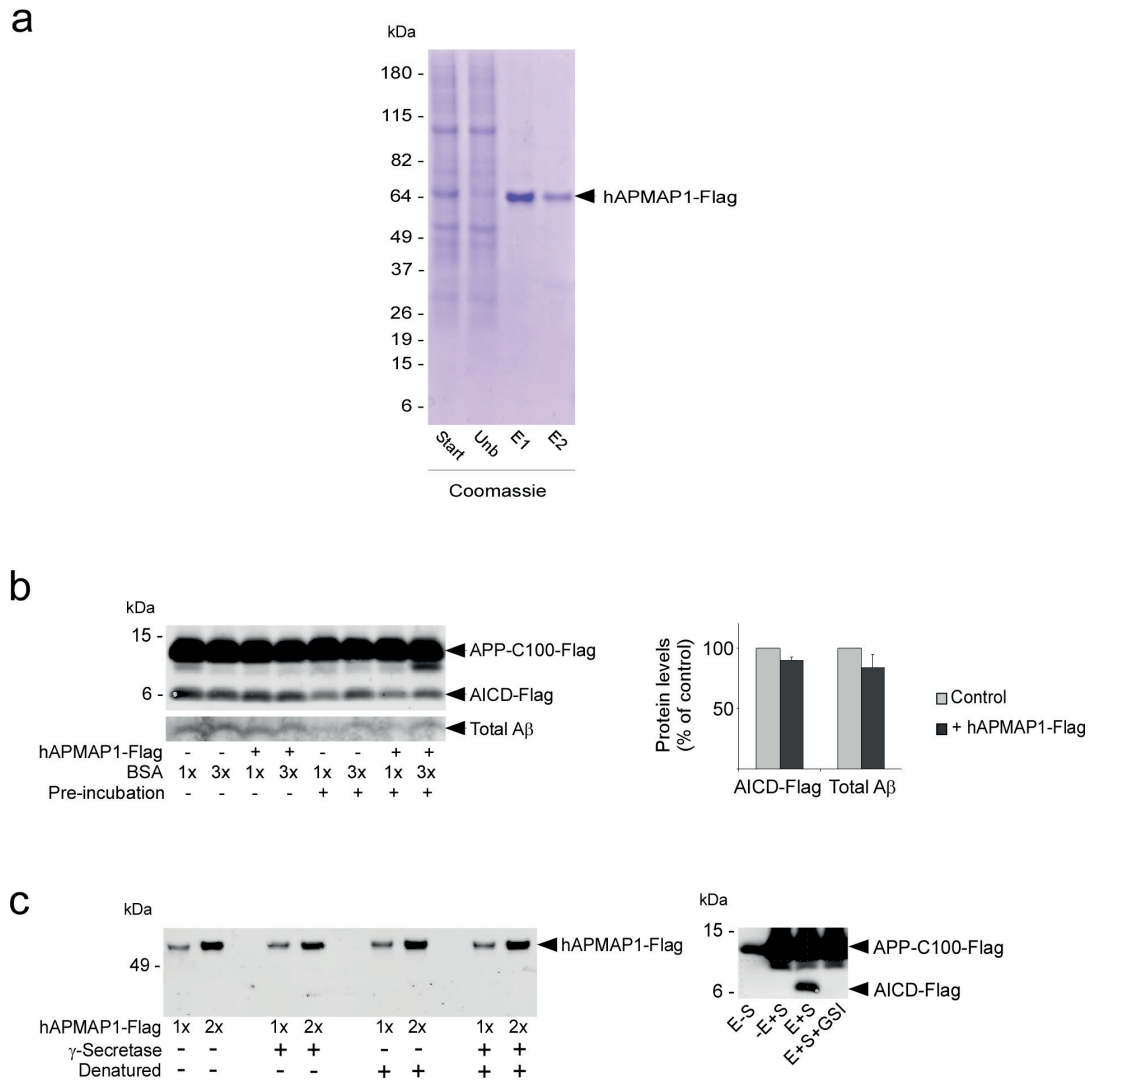 a
kDa
180 -
115 -
82 -
64 -
hAPMAP1-Flag
49 -
37 -
26 -
19 -
15 -
6 -
Start Unb E1 E2
Coomassie
b
kDa
15 -
APP-C100-Flag
6 -
AICD-Flag
Total Aβ
hAPMAP1-Flag - - + + - - + +
BSA 1x 3x 1x 3x 1x 3x 1x 3x
Pre-incubation - - - - + + + +
Protein levels
(% of control)
100
50
AICD-Flag Total Aβ
Control
+ hAPMAP1-Flag
c
kDa
hAPMAP1-Flag
49 -
hAPMAP1-Flag 1x 2x 1x 2x 1x 2x 1x 2x
γ-Secretase - - + + - - + +
Denatured - - - - + + + +
kDa
15 -
APP-C100-Flag
6 -
AICD-Flag
E-S -E+S E+S E+S+GSI